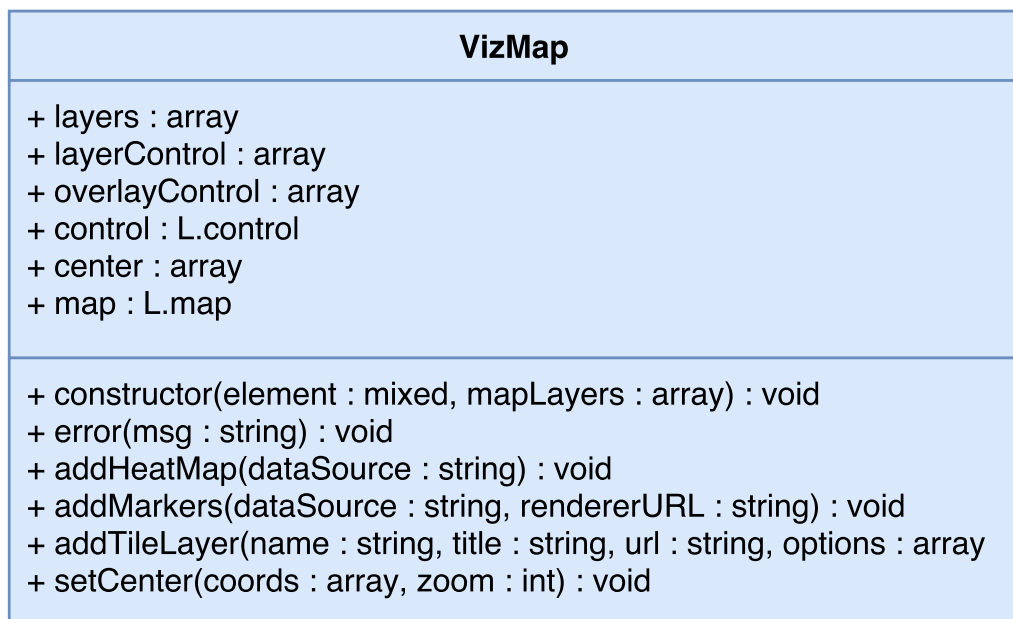 VizMap
+ layers : array
+ layerControl : array
+ overlayControl : array
+ control : L.control
+ center : array
+ map : L.map
+ constructor(element : mixed, mapLayers : array) : void
+ error(msg : string) : void
+ addHeatMap(dataSource : string) : void
+ addMarkers(dataSource : string, rendererURL : string) : void
+ addTileLayer(name : string, title : string, url : string, options : array
+ setCenter(coords : array, zoom : int) : void